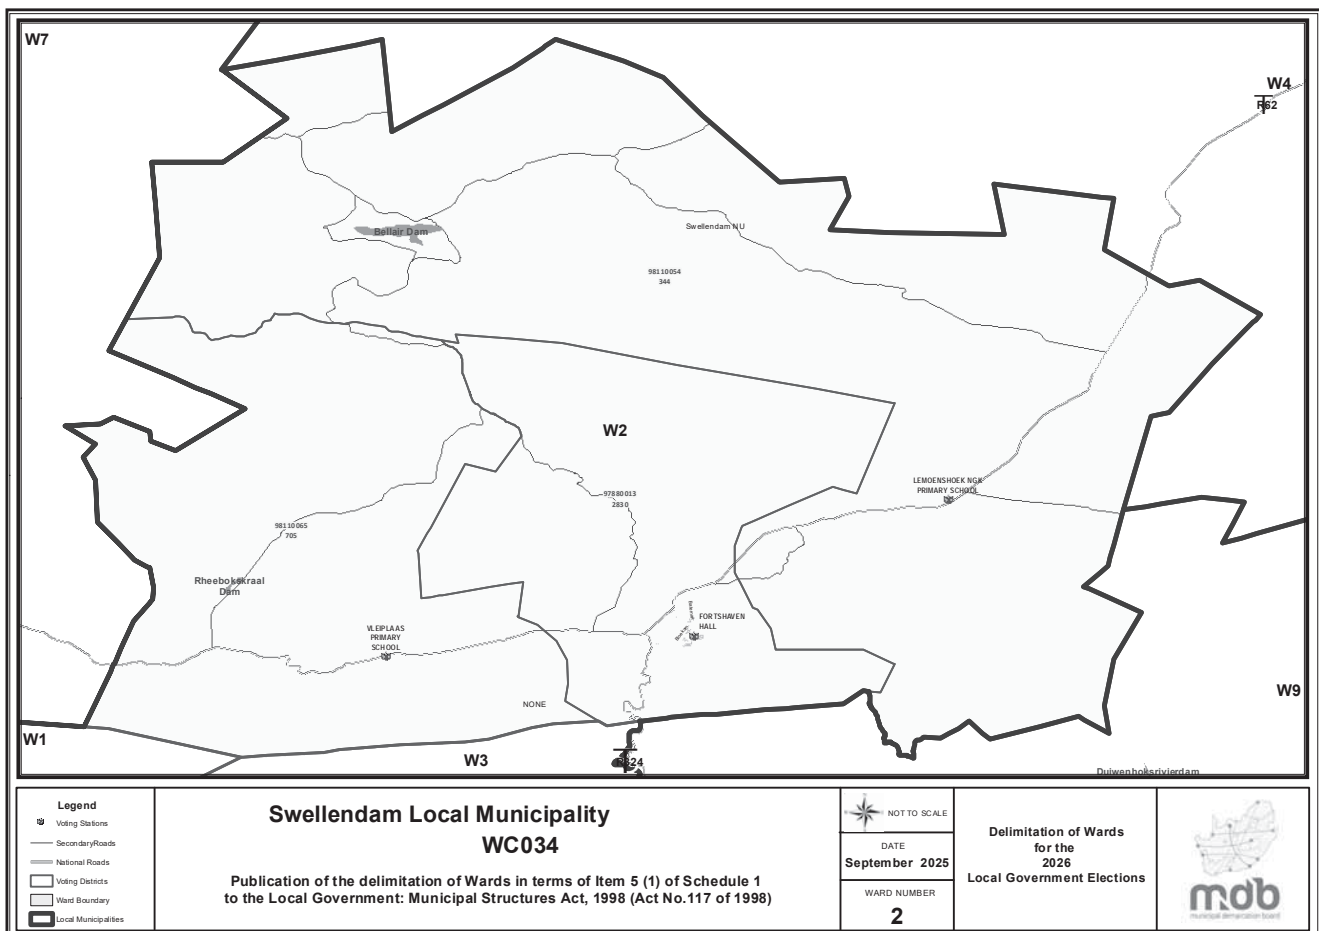 W7
W4
R62
Bellair Dam
Swellendam NU
98110054
344
W2
LEMOENSHOEK NGK
PRIMARY SCHOOL
97880013
2830
98110065
705
Rheebokskraal
Dam
FORTSHAVEN
HALL
VLEIPLAAS
PRIMARY
SCHOOL
NONE
W9
W1
W3
R324
Duiwenhoksrivierdam
Legend
Voting Stations
SecondaryRoads
National Roads
Voting Districts
Ward Boundary
Local Municipalities
Swellendam Local Municipality
WC034
Publication of the delimitation of Wards in terms of Item 5 (1) of Schedule 1
to the Local Government: Municipal Structures Act, 1998 (Act No.117 of 1998)
NOT TO SCALE
DATE
September 2025
WARD NUMBER
2
Delimitation of Wards
for the
2026
Local Government Elections
mdb
municipal demarcation board